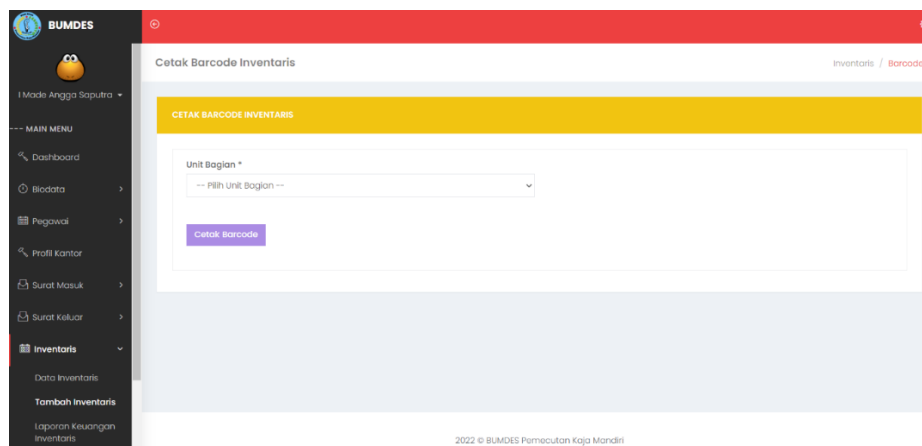 BUMDES
I Made Angga Saputra
--- MAIN MENU
Dashboard
Biodata
Pegawai
Profil Kantor
Surat Masuk
Surat Keluar
Inventaris
Data Inventaris
Tambah Inventaris
Laporan Keuangan
Inventaris
Cetak Barcode Inventaris
Inventaris / Barcode
CETAK BARCODE INVENTARIS
Unit Bagian *
-- Pilih Unit Bagian --
Cetak Barcode
2022 © BUMDES Pemecutan Kaja Mandiri